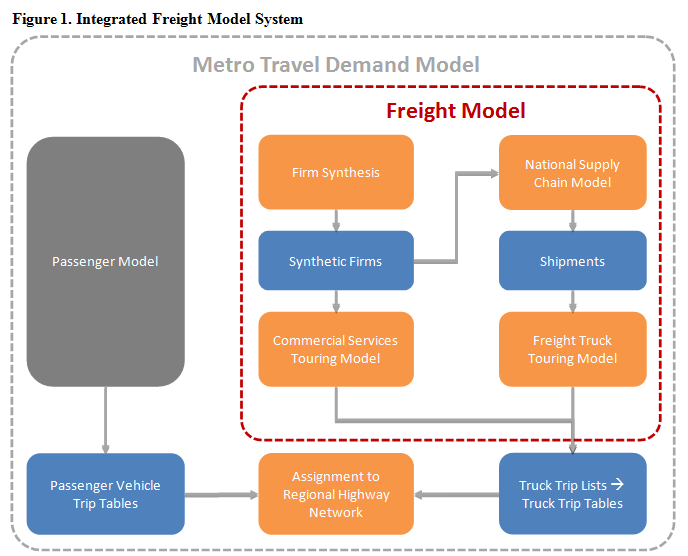 Figure 1. Integrated Freight Model System
Metro Travel Demand Model
Freight Model
Firm Synthesis
National Supply
Chain Model
Passenger Model
Synthetic Firms
Shipments
Commercial Services
Touring Model
Freight Truck
Touring Model
Passenger Vehicle
Trip Tables
Assignment to
Regional Highway
Network
Truck Trip Lists →
Truck Trip Tables